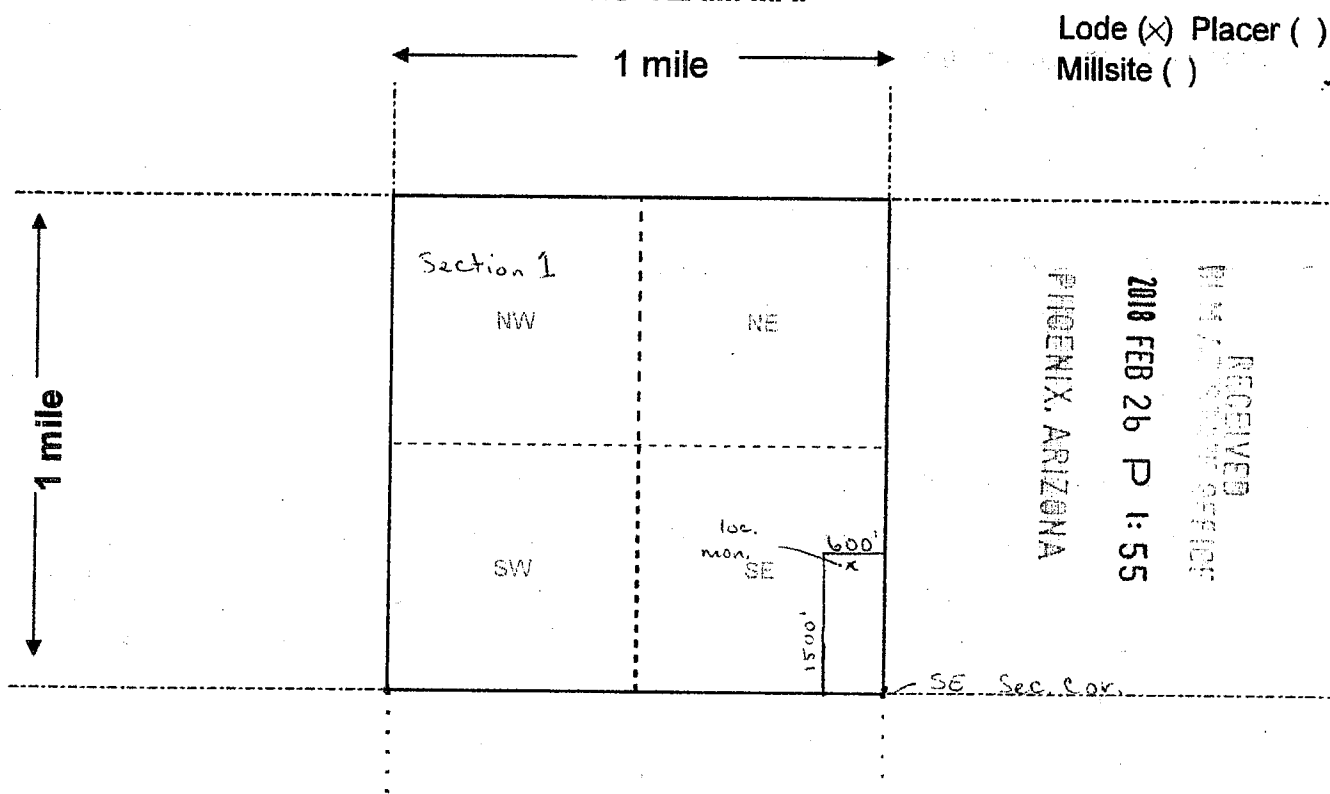 Lode (x) Placer ( )
Millsite ( )
1 mile
1 mile
Section 1
NW
NE
SW
SE
loc.
mon.
600'
x
1500'
SE Sec. Cor.
RECEIVED
2018 FEB 26 P 1:55
PHOENIX, ARIZONA